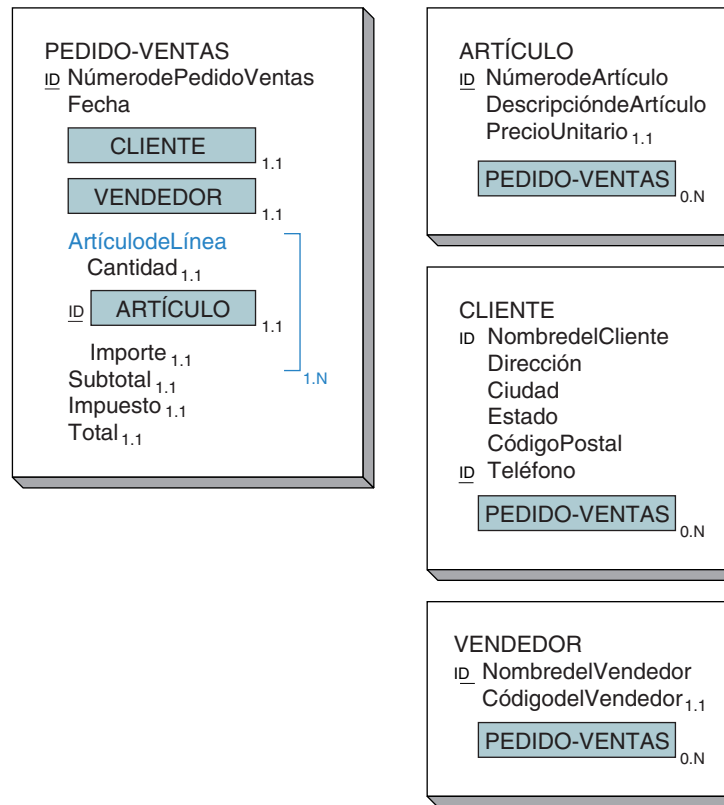 PEDIDO-VENTAS
ID NúmerodePedidoVentas
Fecha
CLIENTE 1.1
VENDEDOR 1.1
ArtículodeLínea
Cantidad 1.1
ID ARTÍCULO 1.1
Importe 1.1
1.N
Subtotal 1.1
Impuesto 1.1
Total 1.1
ARTÍCULO
ID NúmerodeArtículo
DescripcióndeArtículo
PrecioUnitario 1.1
PEDIDO-VENTAS 0.N
CLIENTE
ID NombredelCliente
Dirección
Ciudad
Estado
CódigoPostal
ID Teléfono
PEDIDO-VENTAS 0.N
VENDEDOR
ID NombredelVendedor
CódigodelVendedor 1.1
PEDIDO-VENTAS 0.N